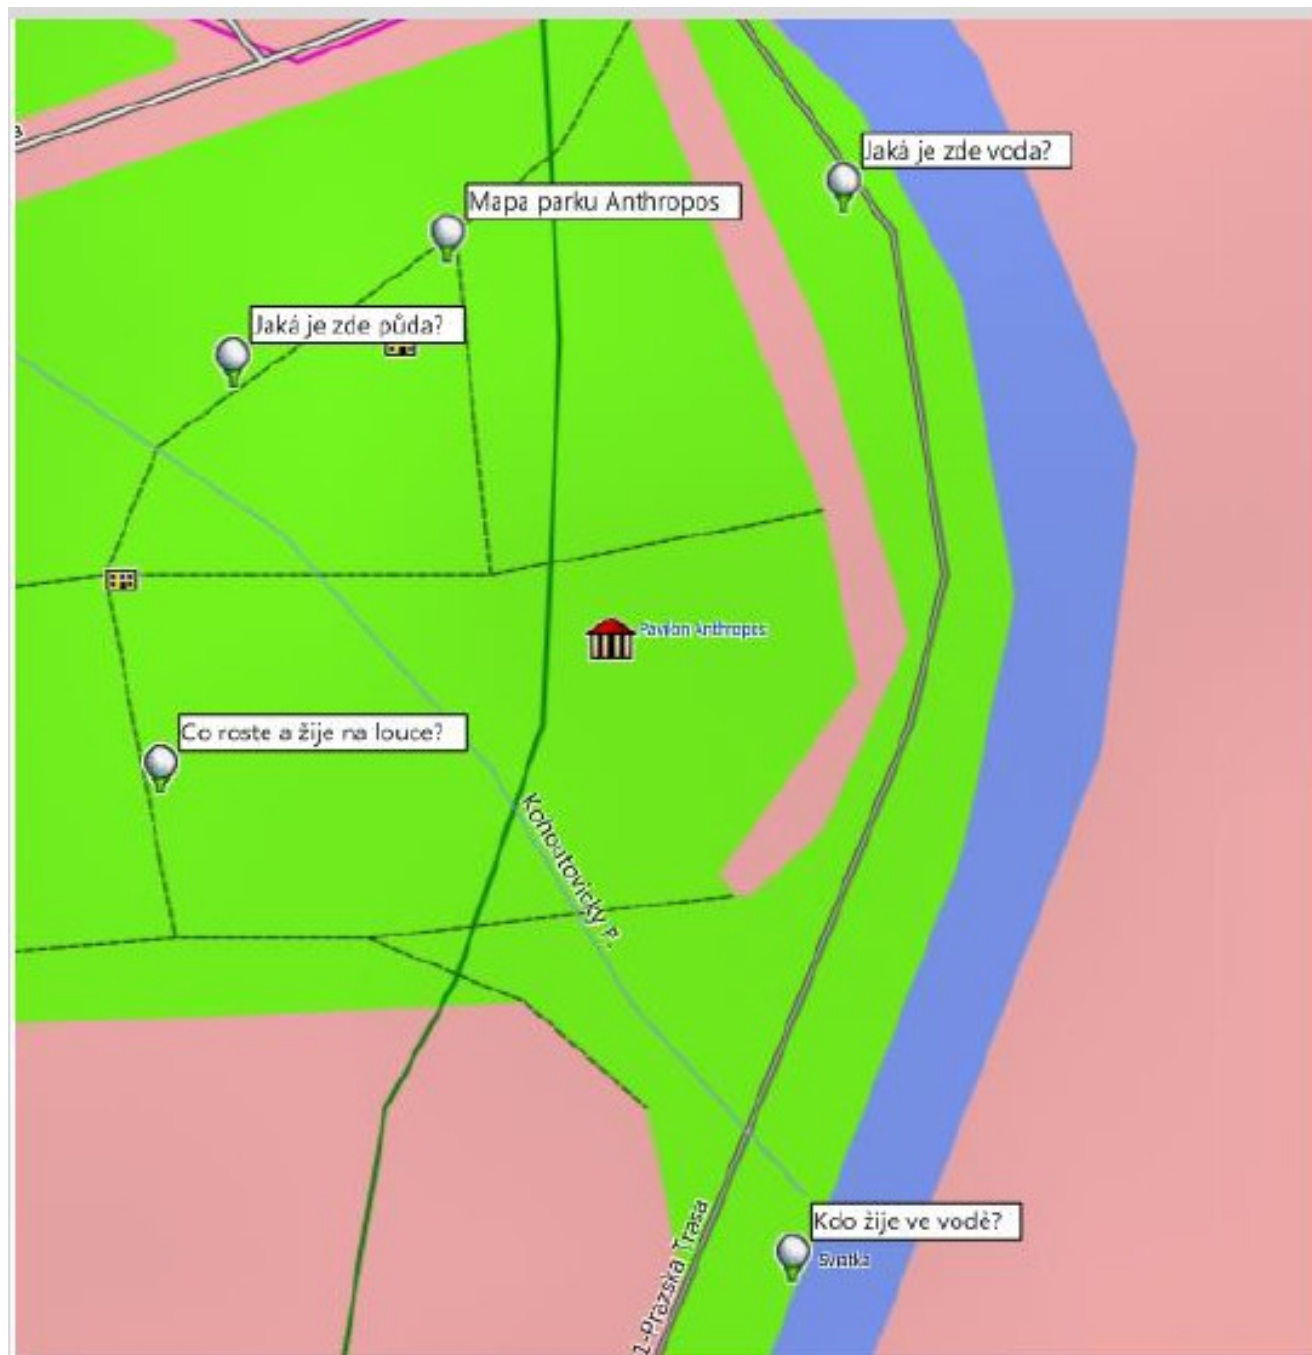 Jaká je zde voda?
Mapa parku Anthropos
Jaká je zde půda?
Pavilon Anthropos
Co roste a žije na louce?
Kohoutovický P.
Kdo žije ve vodě?
Svratka
1-Pražská Trasa